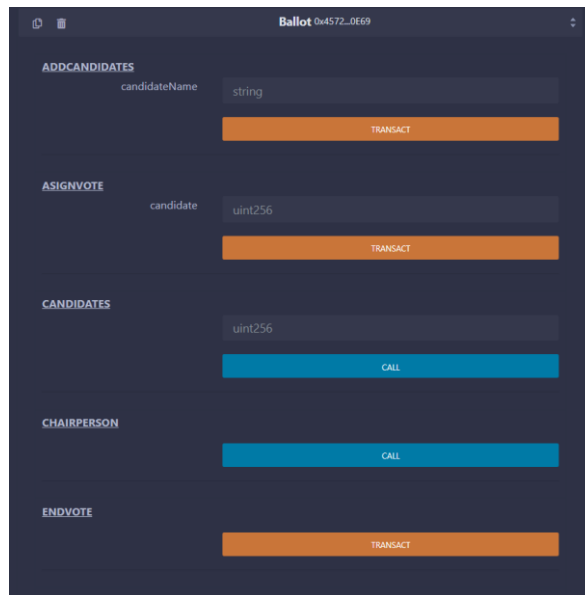 Ballot 0x4572...0E69
ADDCANDIDATES
candidateName string
TRANSACT
ASIGNVOTE
candidate uint256
TRANSACT
CANDIDATES
uint256
CALL
CHAIRPERSON
CALL
ENDVOTE
TRANSACT